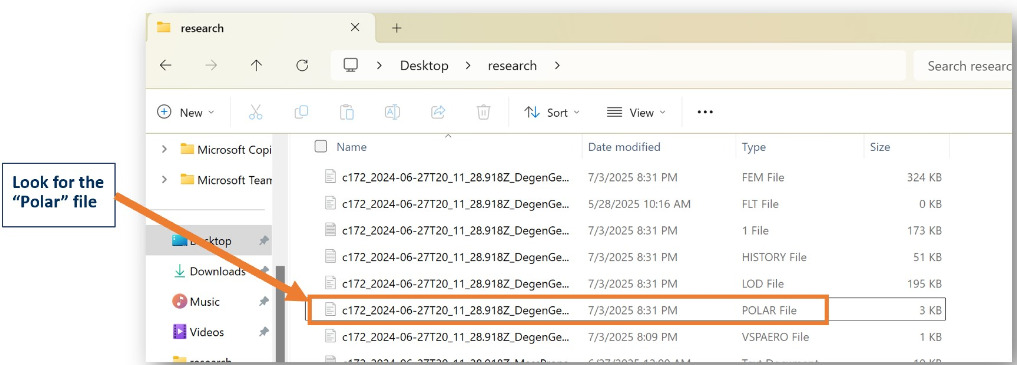 research
Desktop > research >
Search researc
New
Sort
View
Name Date modified Type Size
Microsoft Copi
Microsoft Team
Look for the
"Polar" file
Desktop
Downloads
Music
Videos
research
c172_2024-06-27T20_11_28.918Z_DegenGe... 7/3/2025 8:31 PM FEM File 324 KB
c172_2024-06-27T20_11_28.918Z_DegenGe... 5/28/2025 10:16 AM FLT File 0 KB
c172_2024-06-27T20_11_28.918Z_DegenGe... 7/3/2025 8:31 PM 1 File 173 KB
c172_2024-06-27T20_11_28.918Z_DegenGe... 7/3/2025 8:31 PM HISTORY File 51 KB
c172_2024-06-27T20_11_28.918Z_DegenGe... 7/3/2025 8:31 PM LOD File 195 KB
c172_2024-06-27T20_11_28.918Z_DegenGe... 7/3/2025 8:31 PM POLAR File 3 KB
c172_2024-06-27T20_11_28.918Z_DegenGe... 7/3/2025 8:09 PM VSPAERO File 1 KB